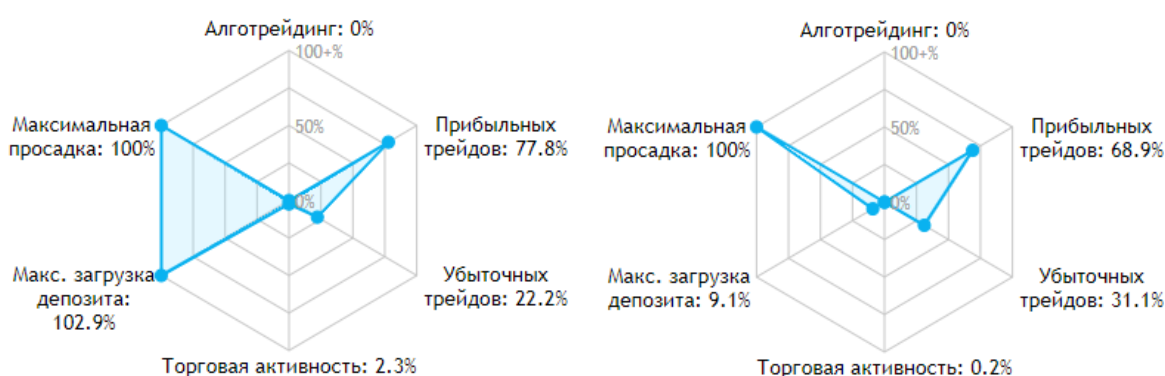 Алготрейдинг: 0%
100+%
Максимальная
просадка: 100%
50%
Прибыльных
трейдов: 77.8%
0%
Макс. загрузка
депозита:
102.9%
Убыточных
трейдов: 22.2%
Торговая активность: 2.3%
Алготрейдинг: 0%
100+%
Максимальная
просадка: 100%
50%
Прибыльных
трейдов: 68.9%
0%
Макс. загрузка
депозита: 9.1%
Убыточных
трейдов: 31.1%
Торговая активность: 0.2%